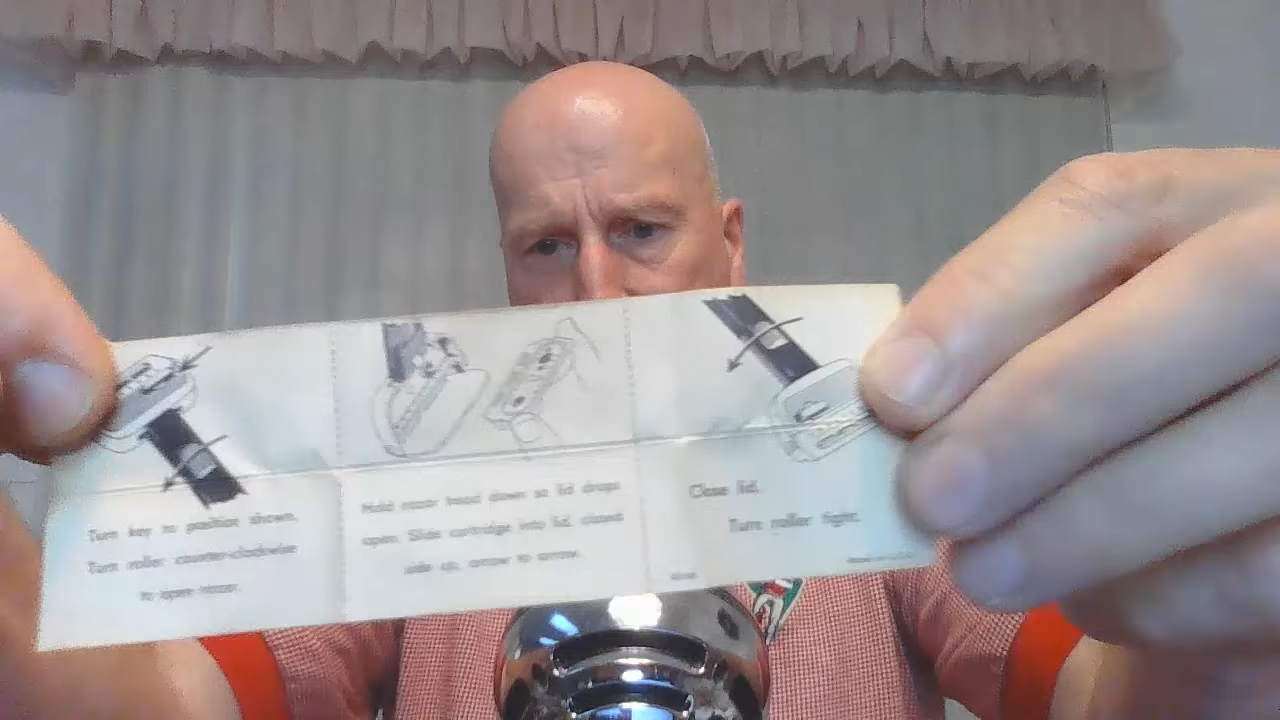 Turn key to position shown.
Turn roller counter-clockwise
to open razor.
Hold razor head down so lid drops
open. Slide cartridge into lid, closed
side up, arrow to arrow.
Close lid.
Turn roller tight.